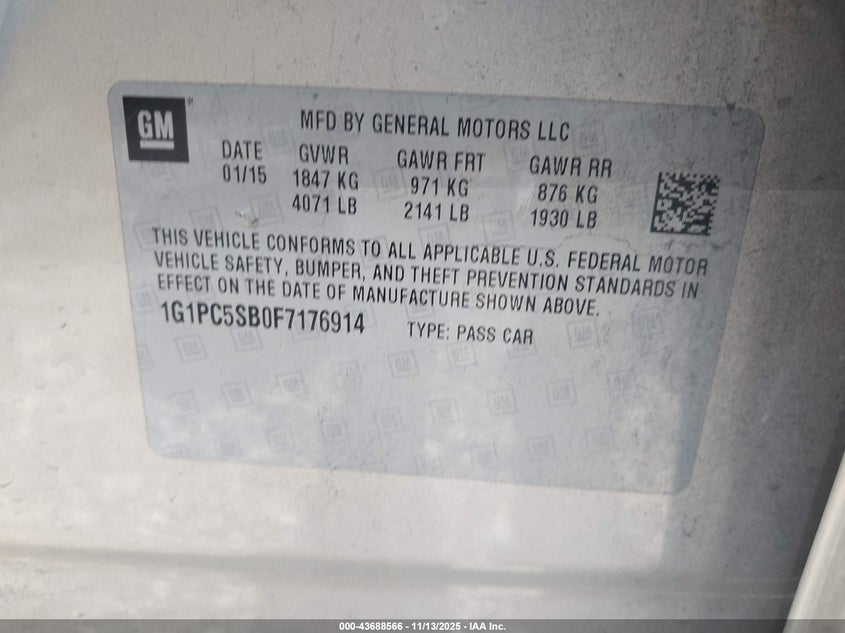 GM
MFD BY GENERAL MOTORS LLC
DATE GVWR GAWR FRT GAWR RR
01/15 1847 KG 971 KG 876 KG
4071 LB 2141 LB 1930 LB
THIS VEHICLE CONFORMS TO ALL APPLICABLE U.S. FEDERAL MOTOR
VEHICLE SAFETY, BUMPER, AND THEFT PREVENTION STANDARDS IN
EFFECT ON THE DATE OF MANUFACTURE SHOWN ABOVE.
1G1PC5SB0F7176914 TYPE: PASS CAR
000-43688566 - 11/13/2025 - IAA Inc.